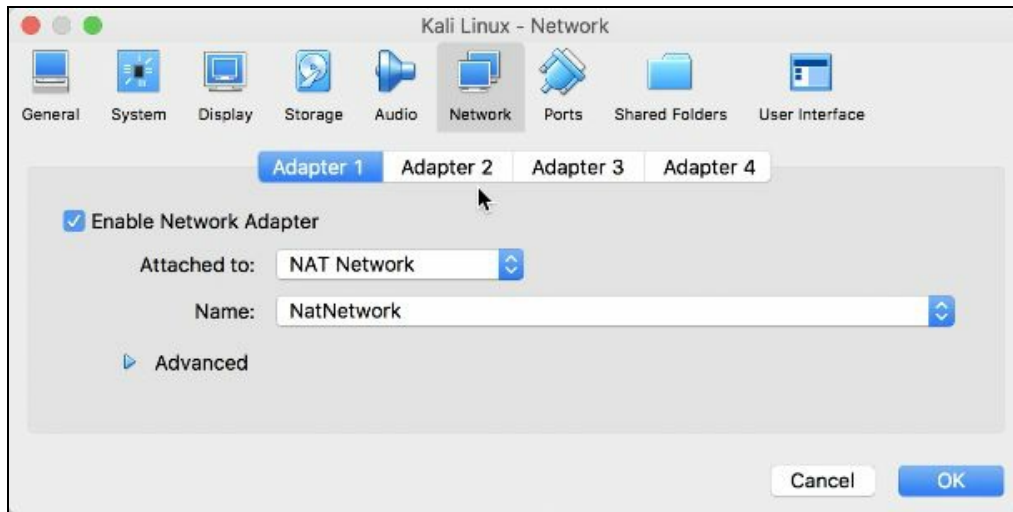 Kali Linux - Network
General System Display Storage Audio Network Ports Shared Folders User Interface
Adapter 1 Adapter 2 Adapter 3 Adapter 4
Enable Network Adapter
Attached to: NAT Network
Name: NatNetwork
Advanced
Cancel OK